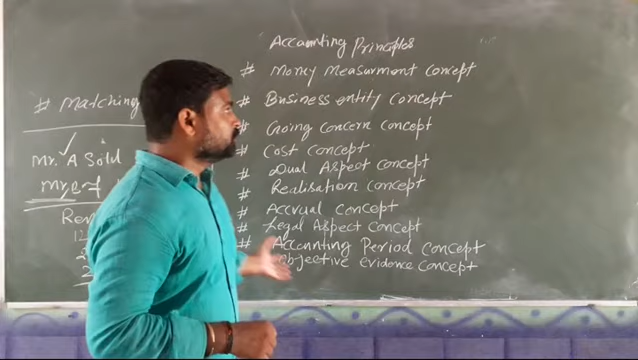 Accounting Principles
# Money Measurment Concept
# Business entity Concept
# Going Concern Concept
# Cost Concept
# Dual Aspect Concept
# Realisation Concept
# Accrual Concept
# Legal Aspect Concept
# Accounting Period Concept
Objective Evidence Concept
# Matching
Mr. A Sold